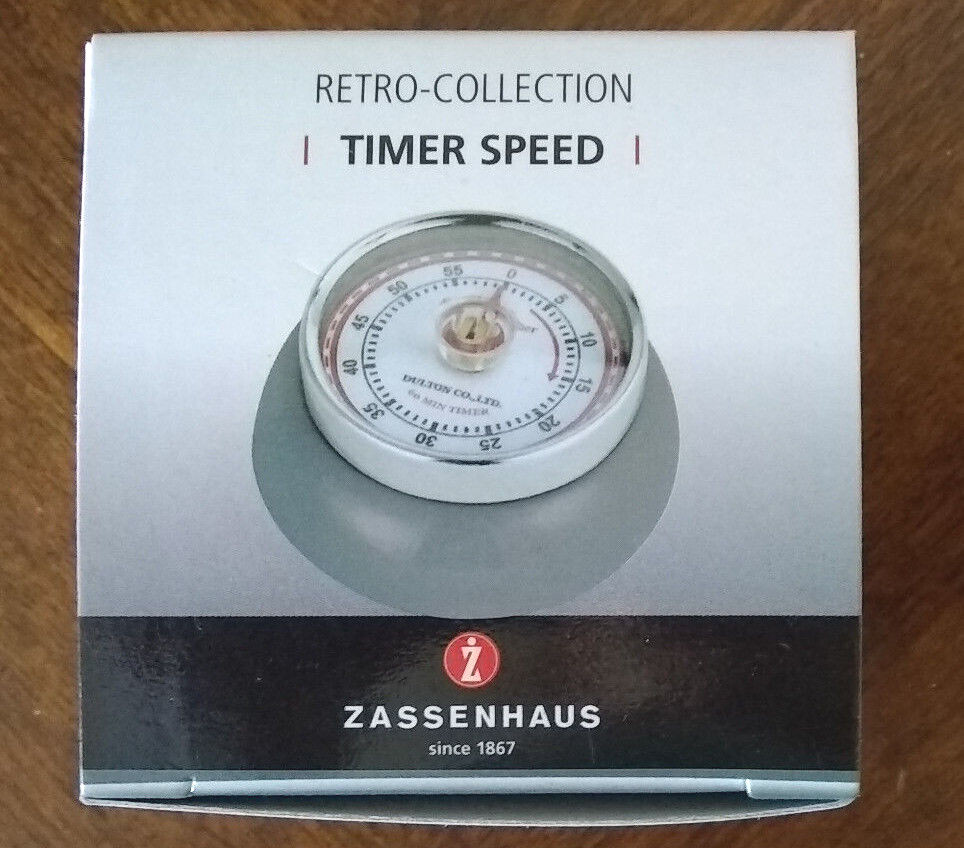 RETRO-COLLECTION
| TIMER SPEED |
0
5
10
15
20
25
30
35
40
45
50
55
DULTON CO.,LTD.
60 MIN TIMER
Z
ZASSENHAUS
since 1867